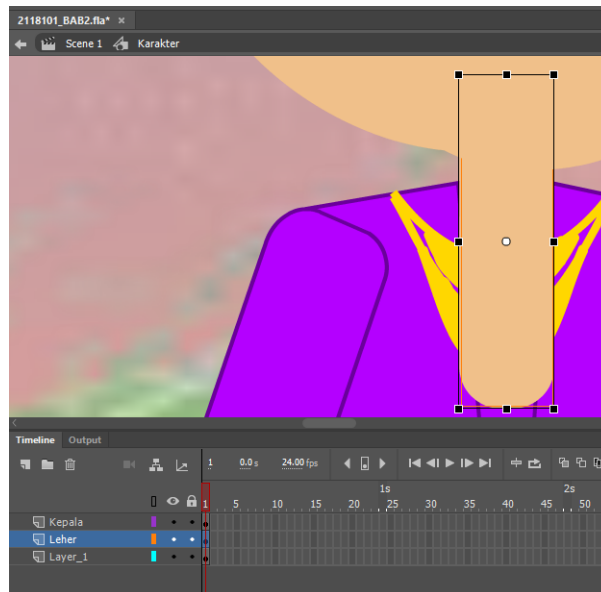 2118101_BAB2.fla* ×
Scene 1 Karakter
Timeline Output
1 0.0 s 24.00 fps
1s 2s
1 5 10 15 20 25 30 35 40 45 50
Kepala
Leher
Layer_1